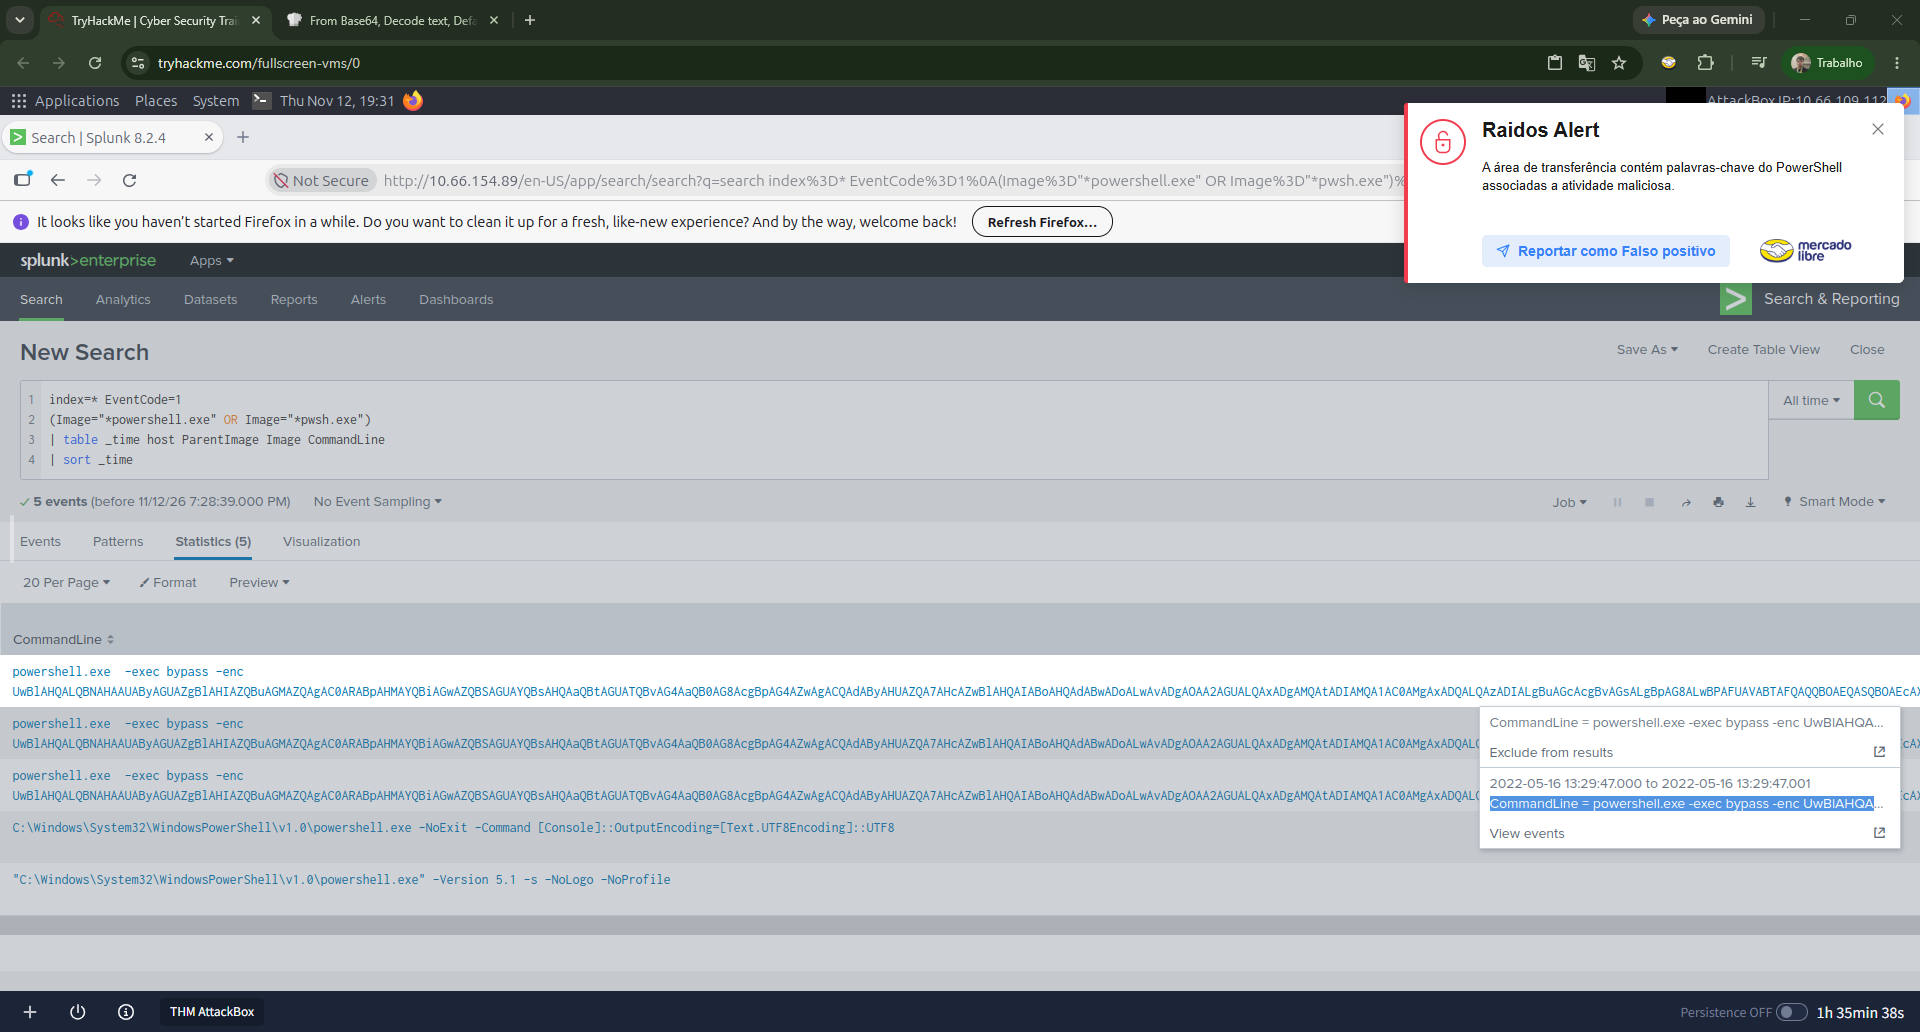 TryHackMe | Cyber Security Trai
From Base64, Decode text, Defa
Peça ao Gemini
tryhackme.com/fullscreen-vms/0
Trabalho
Applications Places System Thu Nov 12, 19:31
AttackBox IP:10.66.109.112
Search | Splunk 8.2.4
Not Secure http://10.66.154.89/en-US/app/search/search?q=search index%3D* EventCode%3D1%0A(Image%3D"*powershell.exe" OR Image%3D"*pwsh.exe")%
It looks like you haven't started Firefox in a while. Do you want to clean it up for a fresh, like-new experience? And by the way, welcome back! Refresh Firefox...
Raidos Alert
A área de transferência contém palavras-chave do PowerShell
associadas a atividade maliciosa.
Reportar como Falso positivo
mercado
libre
splunk>enterprise Apps
Search Analytics Datasets Reports Alerts Dashboards
Search & Reporting
New Search
Save As Create Table View Close
1 index=* EventCode=1
2 (Image="*powershell.exe" OR Image="*pwsh.exe")
3 | table _time host ParentImage Image CommandLine
4 | sort _time
All time
5 events (before 11/12/26 7:28:39.000 PM) No Event Sampling
Job Smart Mode
Events Patterns Statistics (5) Visualization
20 Per Page Format Preview
CommandLine
powershell.exe -exec bypass -enc
powershell.exe -exec bypass -enc
powershell.exe -exec bypass -enc
C:\Windows\System32\WindowsPowerShell\v1.0\powershell.exe -NoExit -Command [Console]::OutputEncoding=[Text.UTF8Encoding]::UTF8
"C:\Windows\System32\WindowsPowerShell\v1.0\powershell.exe" -Version 5.1 -s -NoLogo -NoProfile
CommandLine = powershell.exe -exec bypass -enc UwBlAHQA...
Exclude from results
2022-05-16 13:29:47.000 to 2022-05-16 13:29:47.001
CommandLine = powershell.exe -exec bypass -enc UwBlAHQA...
View events
THM AttackBox
Persistence OFF 1h 35min 38s